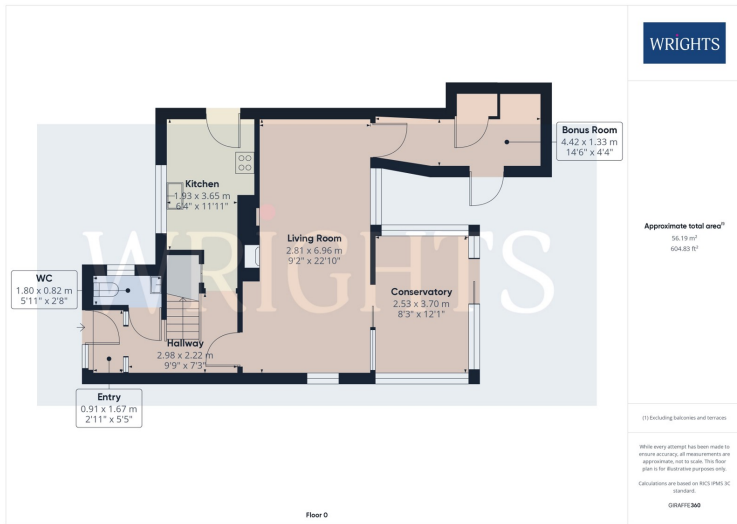 WRIGHTS
Kitchen
1.93 x 3.65 m
6'4" x 11'11"
Bonus Room
4.42 x 1.33 m
14'6" x 4'4"
Living Room
2.81 x 6.96 m
9'2" x 22'10"
WC
1.80 x 0.82 m
5'11" x 2'8"
Conservatory
2.53 x 3.70 m
8'3" x 12'1"
Hallway
2.98 x 2.22 m
9'9" x 7'3"
Entry
0.91 x 1.67 m
2'11" x 5'5"
Floor 0
WRIGHTS
Approximate total area(1)
56.19 m²
604.83 ft²
(1) Excluding balconies and terraces
While every attempt has been made to
ensure accuracy, all measurements are
approximate, not to scale. This floor
plan is for illustrative purposes only.
Calculations are based on RICS IPMS 3C
standard.
GIRAFFE360